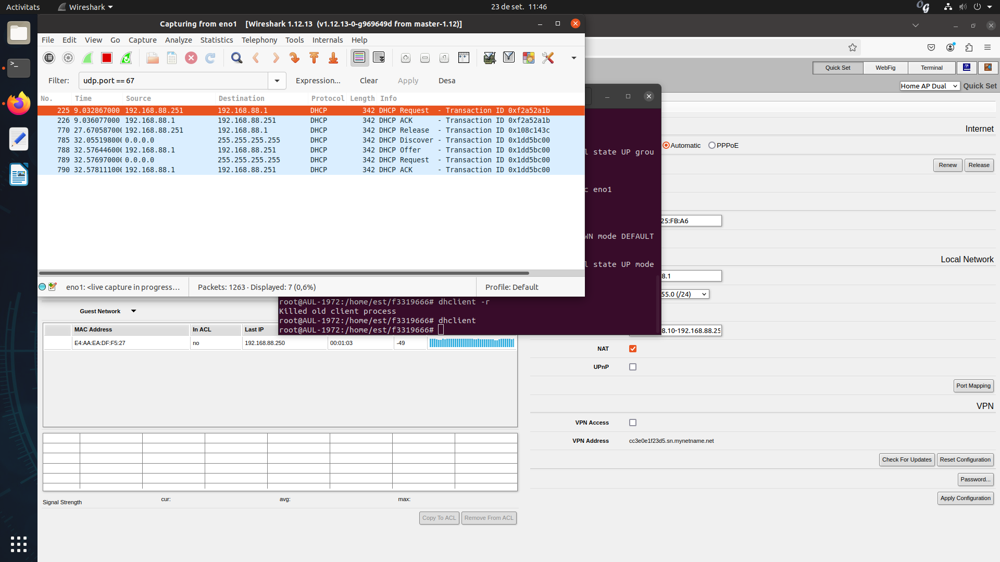 Activitats
Wireshark
23 de set. 11:46
Capturing from eno1 [Wireshark 1.12.13 (v1.12.13-0-g969649d from master-1.12)]
File Edit View Go Capture Analyze Statistics Telephony Tools Internals Help
Filter: udp.port == 67 Expression... Clear Apply Desa
No. Time Source Destination Protocol Length Info
225 9.032867000 192.168.88.251 192.168.88.1 DHCP 342 DHCP Request - Transaction ID 0xf2a52a1b
226 9.036077000 192.168.88.1 192.168.88.251 DHCP 342 DHCP ACK - Transaction ID 0xf2a52a1b
770 27.670587000 192.168.88.251 192.168.88.1 DHCP 342 DHCP Release - Transaction ID 0x108c143c
785 32.055198000 0.0.0.0 255.255.255.255 DHCP 342 DHCP Discover - Transaction ID 0x1dd5bc00
788 32.576446000 192.168.88.1 192.168.88.251 DHCP 342 DHCP Offer - Transaction ID 0x1dd5bc00
789 32.576970000 0.0.0.0 255.255.255.255 DHCP 342 DHCP Request - Transaction ID 0x1dd5bc00
790 32.578111000 192.168.88.1 192.168.88.251 DHCP 342 DHCP ACK - Transaction ID 0x1dd5bc00
eno1: <live capture in progress... Packets: 1263 · Displayed: 7 (0,6%) Profile: Default
l state UP grou
c eno1
WN mode DEFAULT
l state UP mode
root@AUL-1972:/home/est/f3319666# dhclient -r
Killed old client process
root@AUL-1972:/home/est/f3319666# dhclient
root@AUL-1972:/home/est/f3319666#
Guest Network
MAC Address In ACL Last IP
E4:AA:EA:DF:F5:27 no 192.168.88.250 00:01:03 -49
Signal Strength cur: avg: max:
Copy To ACL Remove From ACL
Quick Set WebFig Terminal
Home AP Dual Quick Set
Internet
Automatic PPPoE
Renew Release
25:FB:A6
Local Network
8.1
55.0 (/24)
8.10-192.168.88.25
NAT
UPnP
Port Mapping
VPN
VPN Access
VPN Address cc3e0e1f23d5.sn.mynetname.net
Check For Updates Reset Configuration
Password...
Apply Configuration